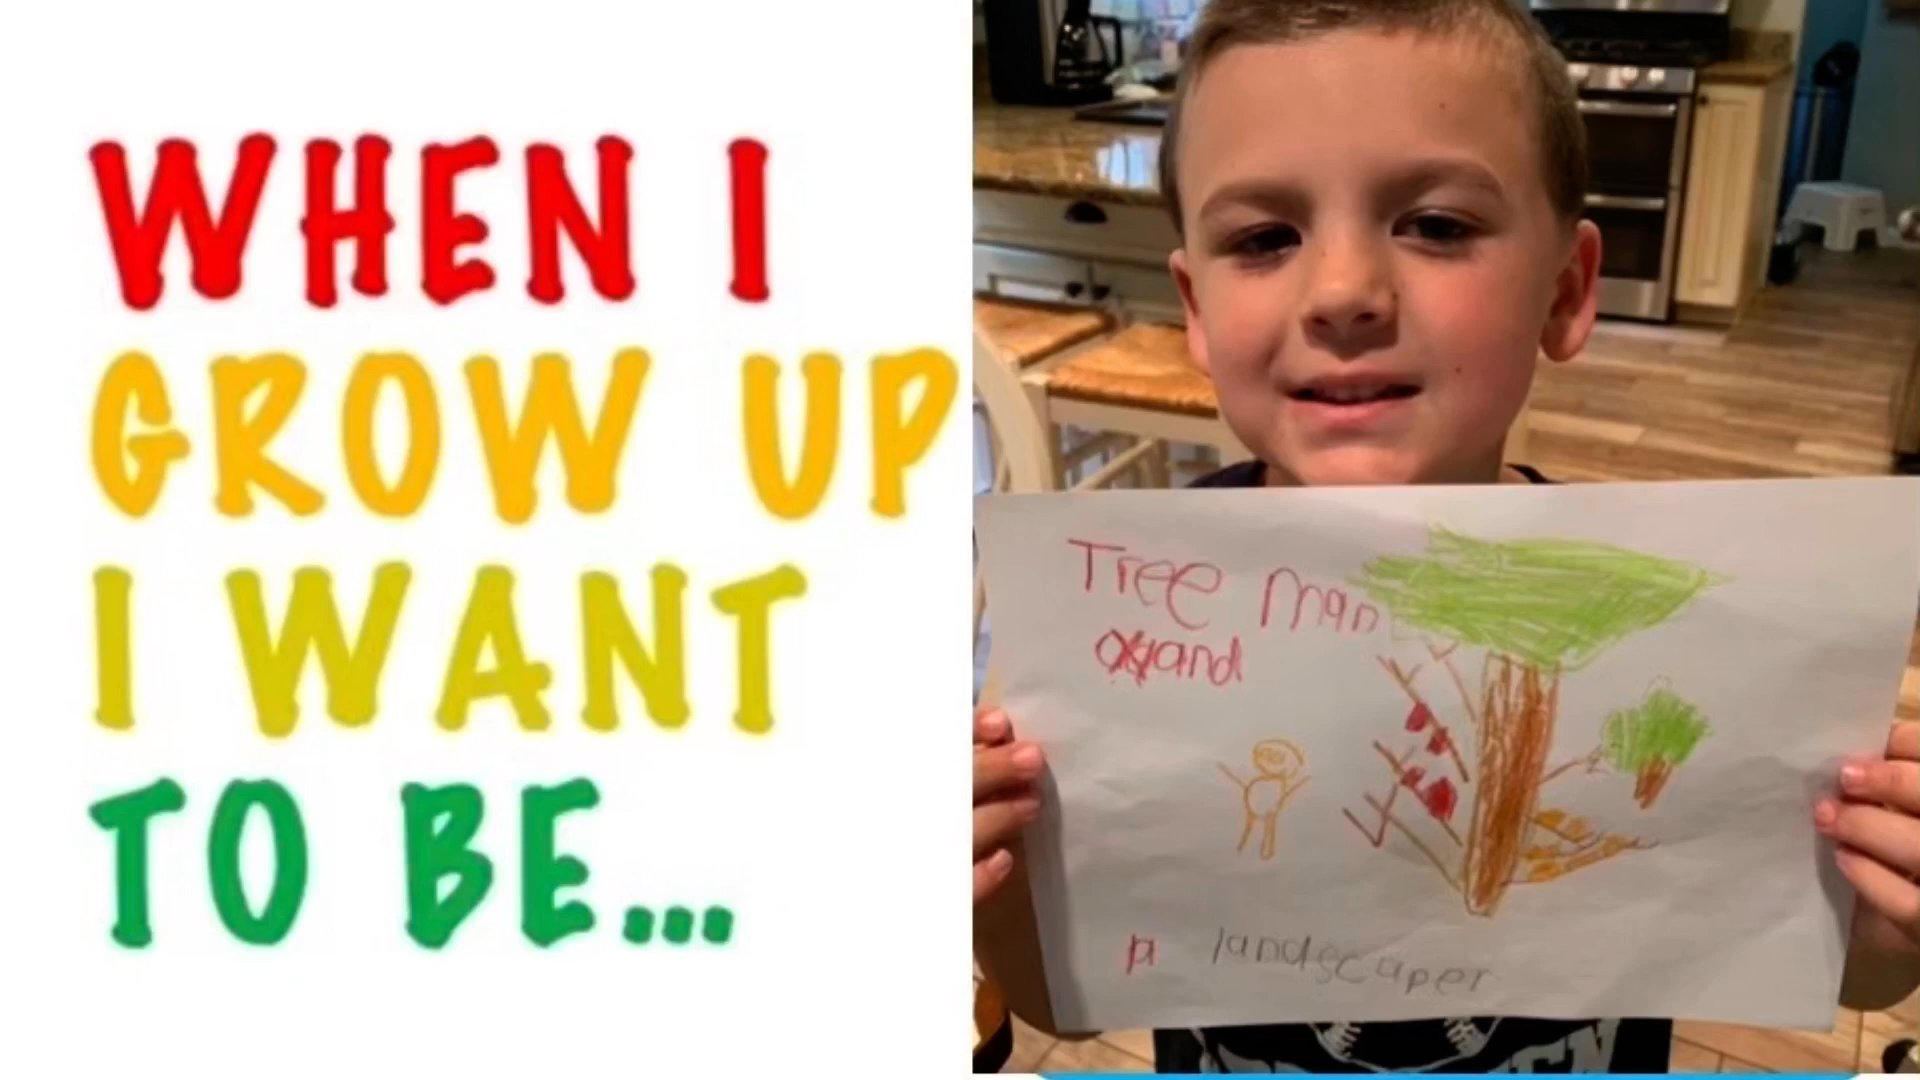 WHEN I
GROW UP
I WANT
TO BE...
Tree man
and
a landscaper